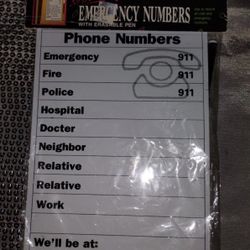 EMERGENCY NUMBERS
WITH ERASABLE PEN
Phone Numbers
Emergency 911
Fire 911
Police 911
Hospital
Docter
Neighbor
Relative
Relative
Work
We'll be at: